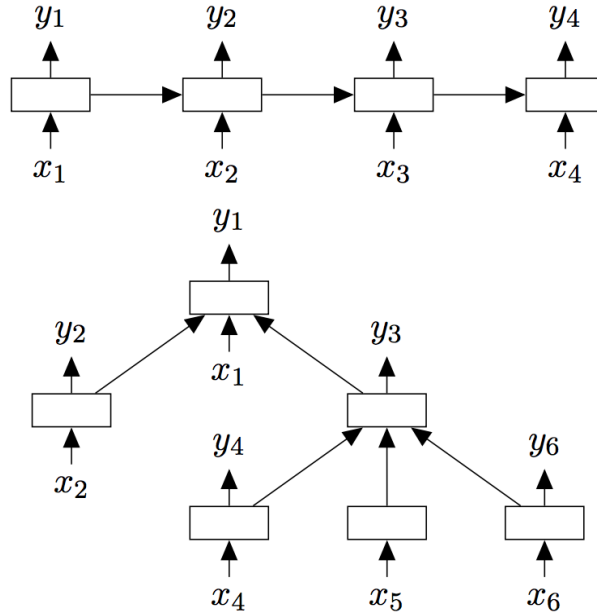 y₁ y₂ y₃ y₄
x₁ x₂ x₃ x₄
y₁
y₂ y₃
x₁
y₄ y₆
x₂
x₄ x₅ x₆